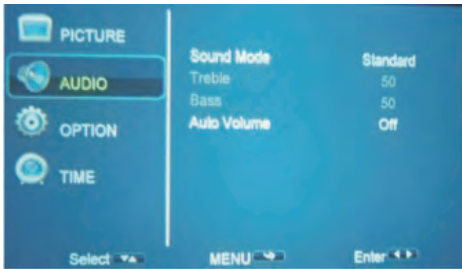 PICTURE
AUDIO
OPTION
TIME
Sound Mode Standard
Treble 50
Bass 50
Auto Volume Off
Select MENU Enter